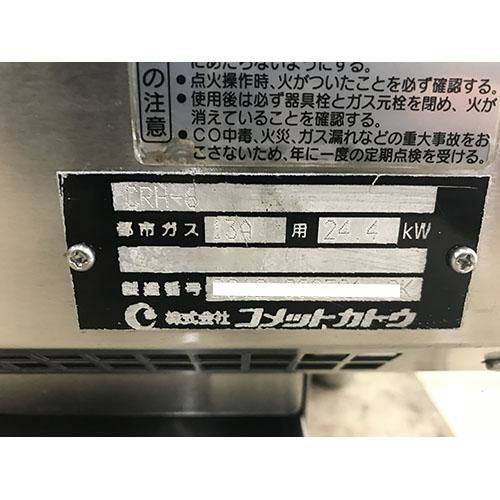 にあたらないようにする。
の注意
●点火操作時、火がついたことを必ず確認する。
●使用後は必ず器具栓とガス元栓を閉め、火が
消えていることを確認する。
●CO中毒、火災、ガス漏れなどの重大事故をお
こさないため、年に一度の定期点検を受ける。
CRH-6
都市ガス 13A 用 24.4 kW
製造番号
株式会社 コメットカトウ